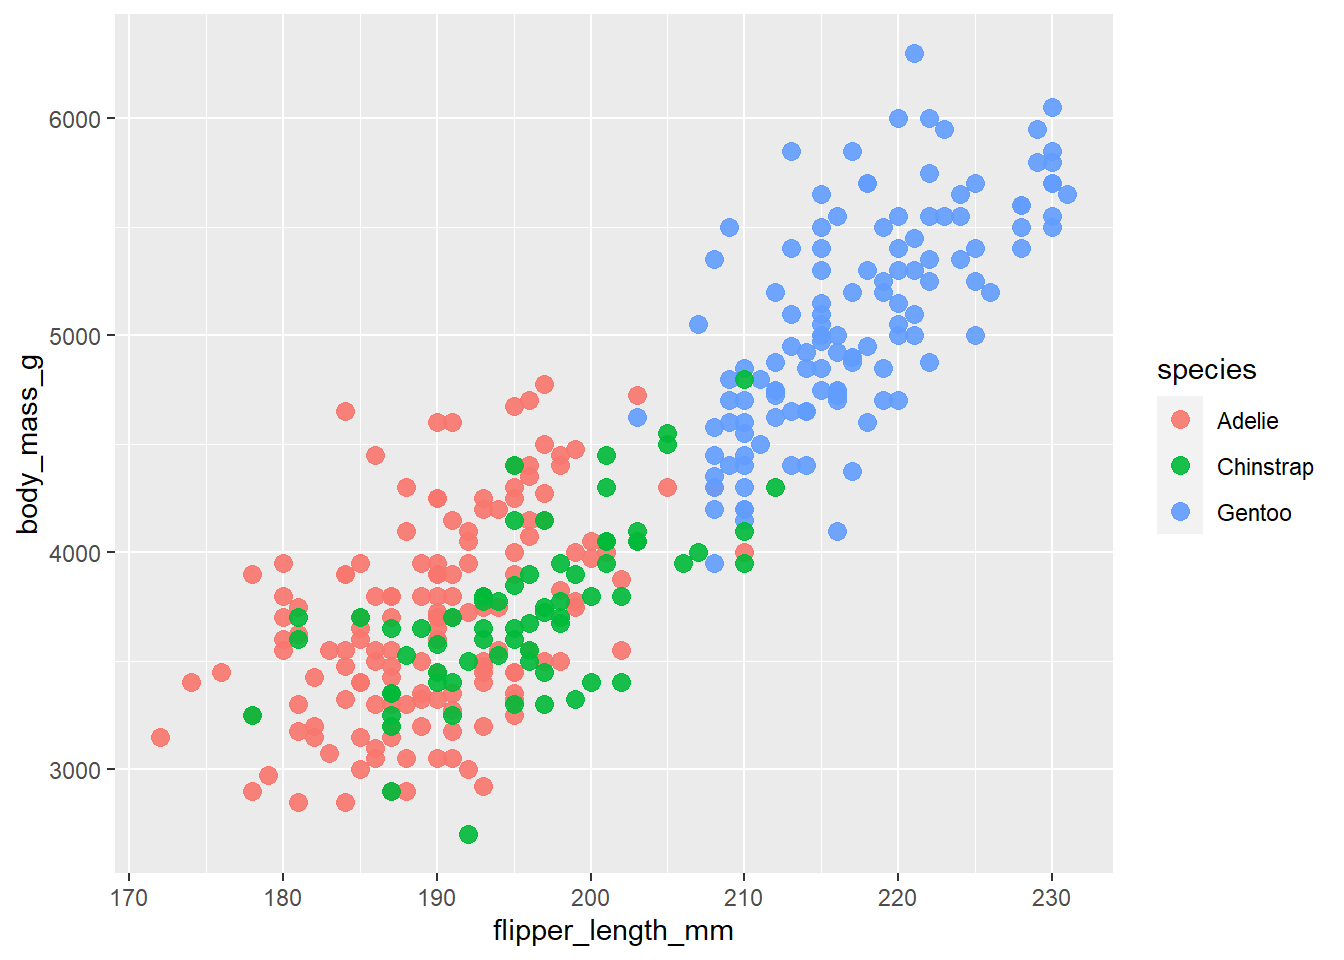 body_mass_g
6000
5000
4000
3000
170 180 190 200 210 220 230
flipper_length_mm
species
Adelie
Chinstrap
Gentoo